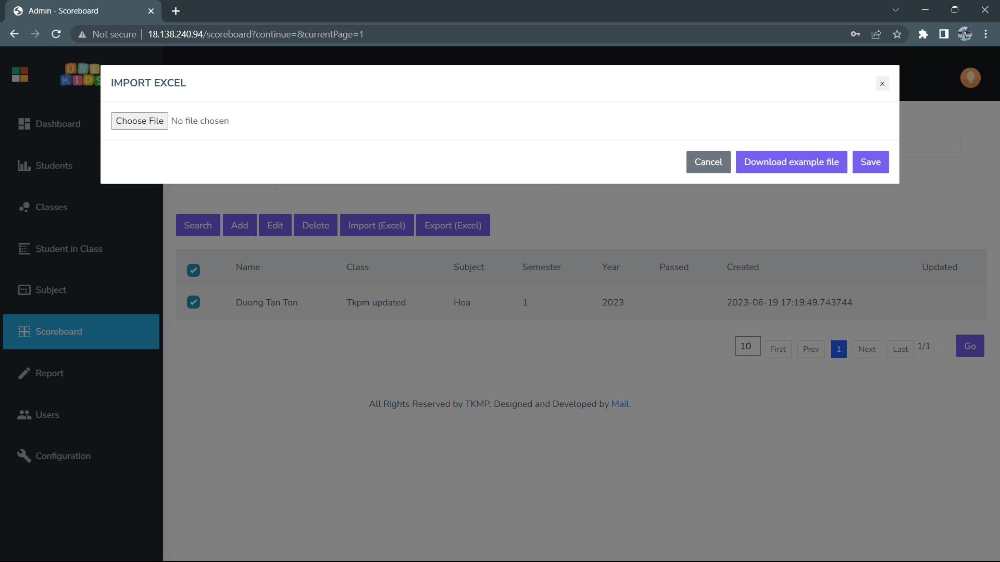 Admin - Scoreboard
Not secure
18.138.240.94/scoreboard?continue=&currentPage=1
ONE
KIDS
IMPORT EXCEL
×
Choose File No file chosen
Cancel
Download example file
Save
Dashboard
Students
Classes
Student in Class
Subject
Scoreboard
Report
Users
Configuration
Search
Add
Edit
Delete
Import (Excel)
Export (Excel)
Name Class Subject Semester Year Passed Created Updated
Duong Tan Ton Tkpm updated Hoa 1 2023 2023-06-19 17:19:49.743744
10 First Prev 1 Next Last 1/1 Go
All Rights Reserved by TKMP. Designed and Developed by Mail.